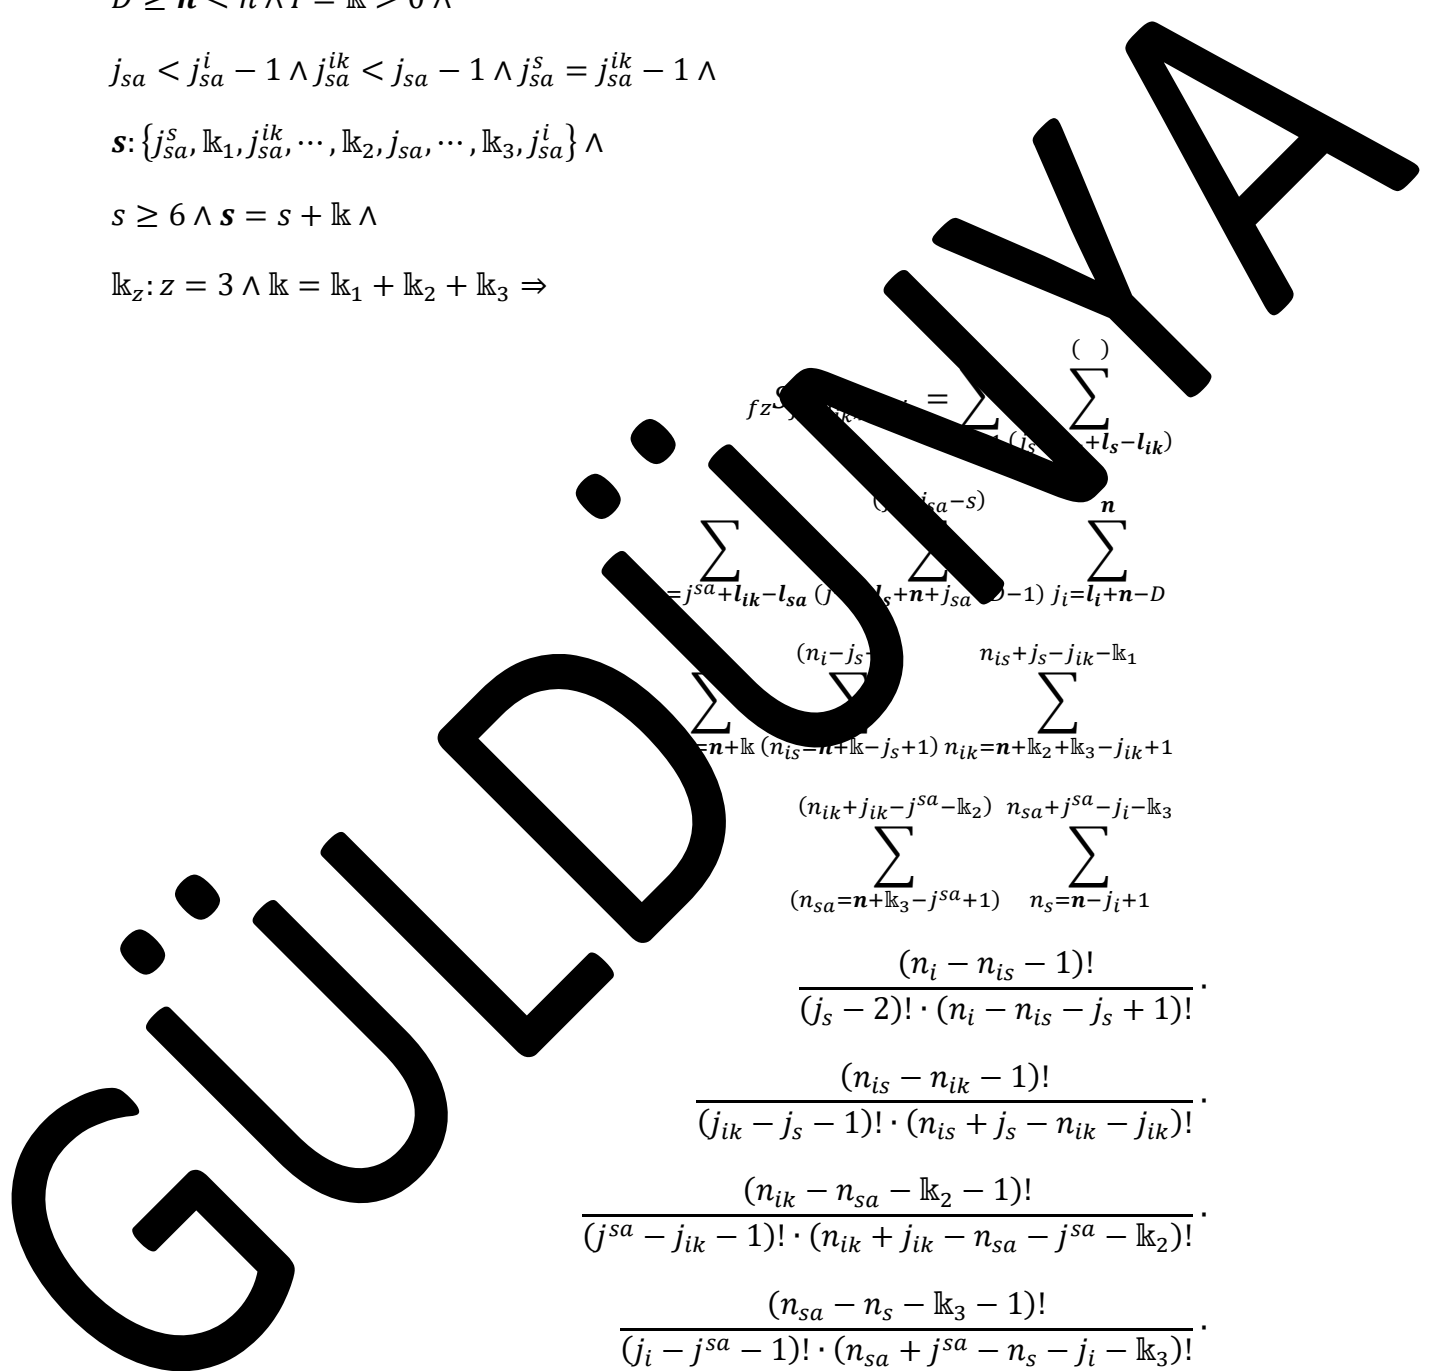 j_{sa} < j_{sa}^{i} − 1 ∧ j_{sa}^{ik} < j_{sa} − 1 ∧ j_{sa}^{s} = j_{sa}^{ik} − 1 ∧
s: {j_{sa}^{s}, 𝕜_1, j_{sa}^{ik}, ⋯ , 𝕜_2, j_{sa}, ⋯ , 𝕜_3, j_{sa}^{i}} ∧
s ≥ 6 ∧ s = s + 𝕜 ∧
𝕜_z: z = 3 ∧ 𝕜 = 𝕜_1 + 𝕜_2 + 𝕜_3 ⇒
= ∑ ∑^{( )}
=j^{sa}+l_{ik}−l_{sa} ∑ ∑_{j_i=l_i+n−D}^{n}
=n+𝕜 ∑_{(n_{is}=n+𝕜−j_s+1)} ∑_{n_{ik}=n+𝕜_2+𝕜_3−j_{ik}+1}^{n_{is}+j_s−j_{ik}−𝕜_1}
∑_{(n_{sa}=n+𝕜_3−j^{sa}+1)}^{(n_{ik}+j_{ik}−j^{sa}−𝕜_2)} ∑_{n_s=n−j_i+1}^{n_{sa}+j^{sa}−j_i−𝕜_3}
(n_i − n_{is} − 1)!
(j_s − 2)! · (n_i − n_{is} − j_s + 1)! ·
(n_{is} − n_{ik} − 1)!
(j_{ik} − j_s − 1)! · (n_{is} + j_s − n_{ik} − j_{ik})! ·
(n_{ik} − n_{sa} − 𝕜_2 − 1)!
(j^{sa} − j_{ik} − 1)! · (n_{ik} + j_{ik} − n_{sa} − j^{sa} − 𝕜_2)! ·
(n_{sa} − n_s − 𝕜_3 − 1)!
(j_i − j^{sa} − 1)! · (n_{sa} + j^{sa} − n_s − j_i − 𝕜_3)! ·
GÜLDÜNYA